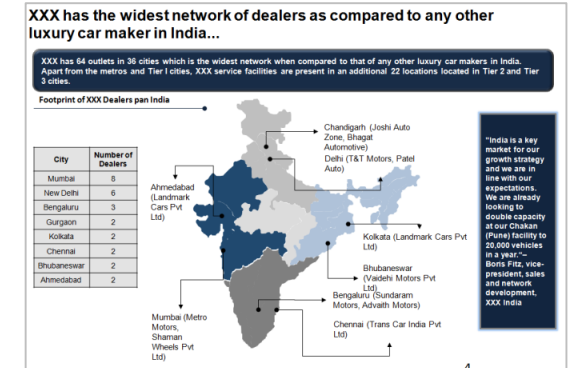 XXX has the widest network of dealers as compared to any other
luxury car maker in India...
XXX has 64 outlets in 36 cities which is the widest network when compared to that of any other luxury car makers in India.
Apart from the metros and Tier I cities, XXX service facilities are present in an additional 22 locations located in Tier 2 and Tier
3 cities.
Footprint of XXX Dealers pan India
City Number of
Dealers
Mumbai 8
New Delhi 6
Bengaluru 3
Gurgaon 2
Kolkata 2
Chennai 2
Bhubaneswar 2
Ahmedabad 2
Chandigarh (Joshi Auto
Zone, Bhagat
Automotive)
Delhi (T&T Motors, Patel
Auto)
Ahmedabad
(Landmark
Cars Pvt
Ltd)
Kolkata (Landmark Cars Pvt
Ltd)
Bhubaneswar
(Vaidehi Motors Pvt
Ltd)
Bengaluru (Sundaram
Motors, Advaith Motors)
Chennai (Trans Car India Pvt
Ltd)
Mumbai (Metro
Motors,
Shaman
Wheels Pvt
Ltd)
"India is a key
market for our
growth strategy
and we are in
line with our
expectations.
We are already
looking to
double capacity
at our Chakan
(Pune) facility to
20,000 vehicles
in a year."–
Boris Fitz, vice-
president, sales
and network
development,
XXX India